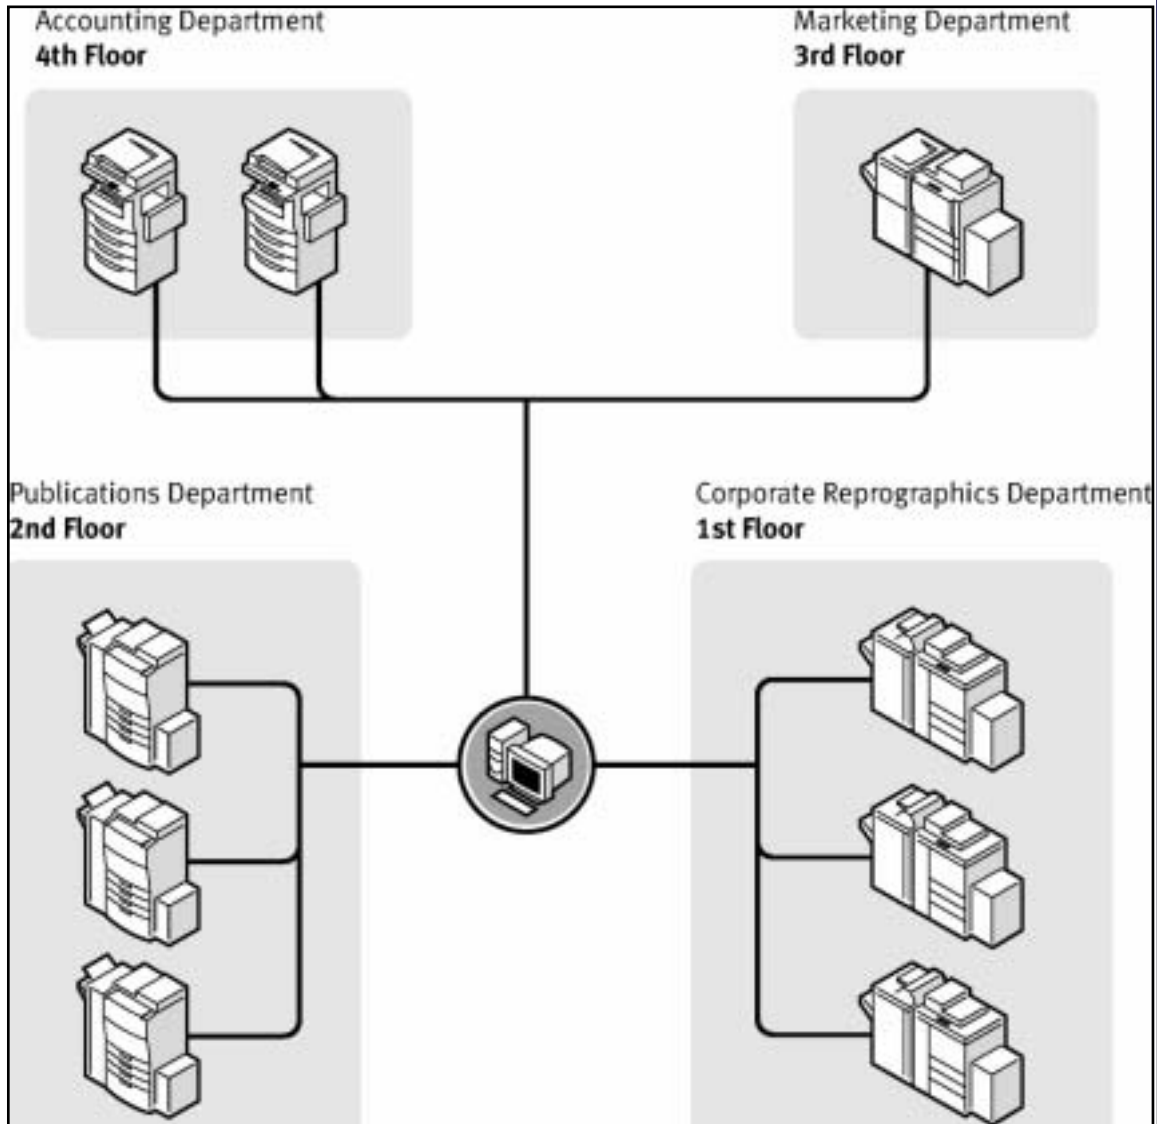 Accounting Department
4th Floor
Marketing Department
3rd Floor
Publications Department
2nd Floor
Corporate Reprographics Department
1st Floor